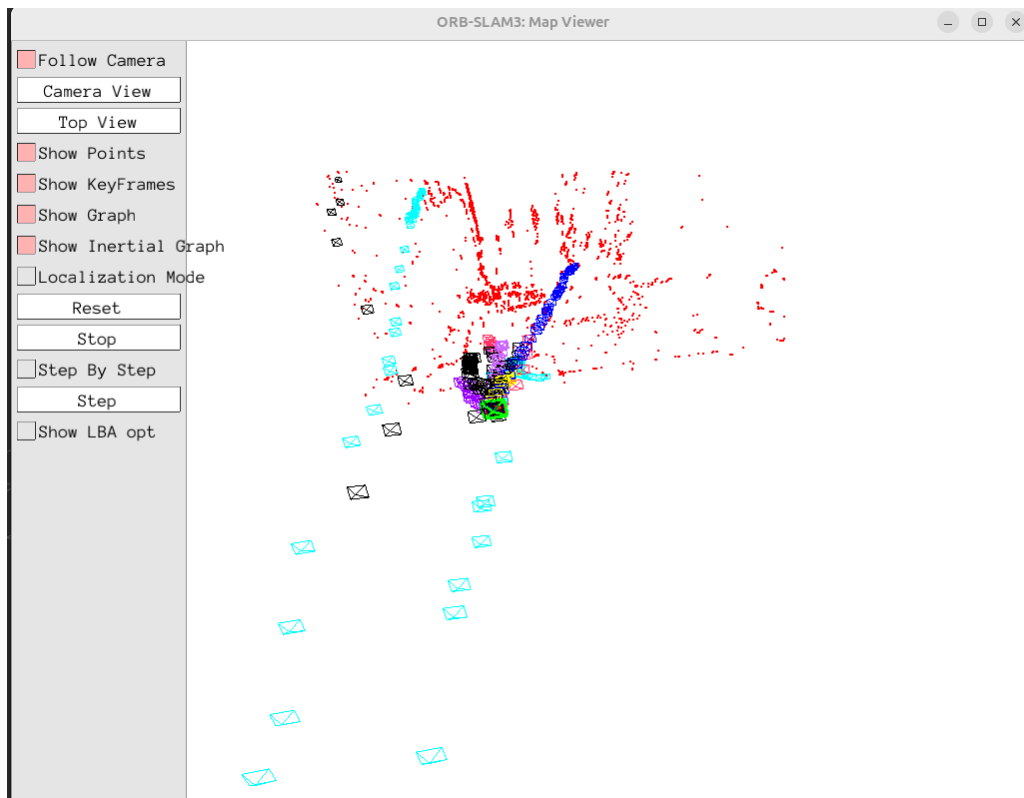 ORB-SLAM3: Map Viewer
Follow Camera
Camera View
Top View
Show Points
Show KeyFrames
Show Graph
Show Inertial Graph
Localization Mode
Reset
Stop
Step By Step
Step
Show LBA opt